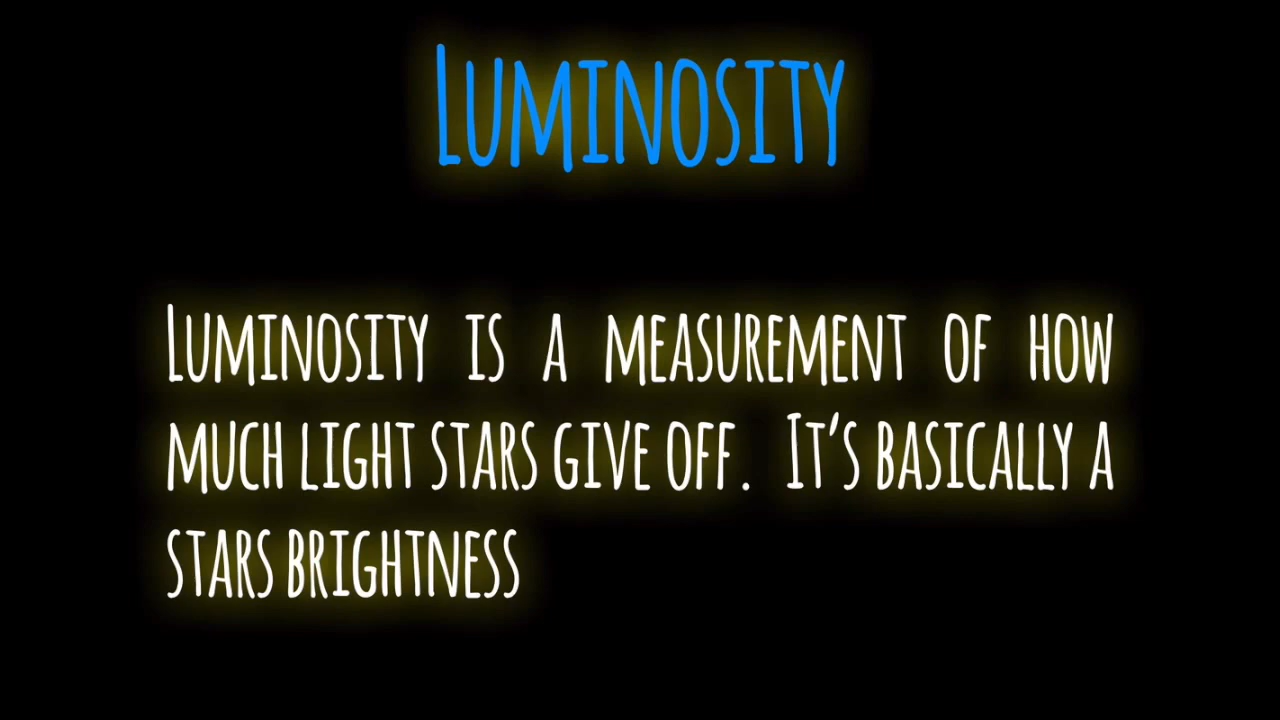 Luminosity
Luminosity is a measurement of how
much light stars give off. It's basically a
stars brightness